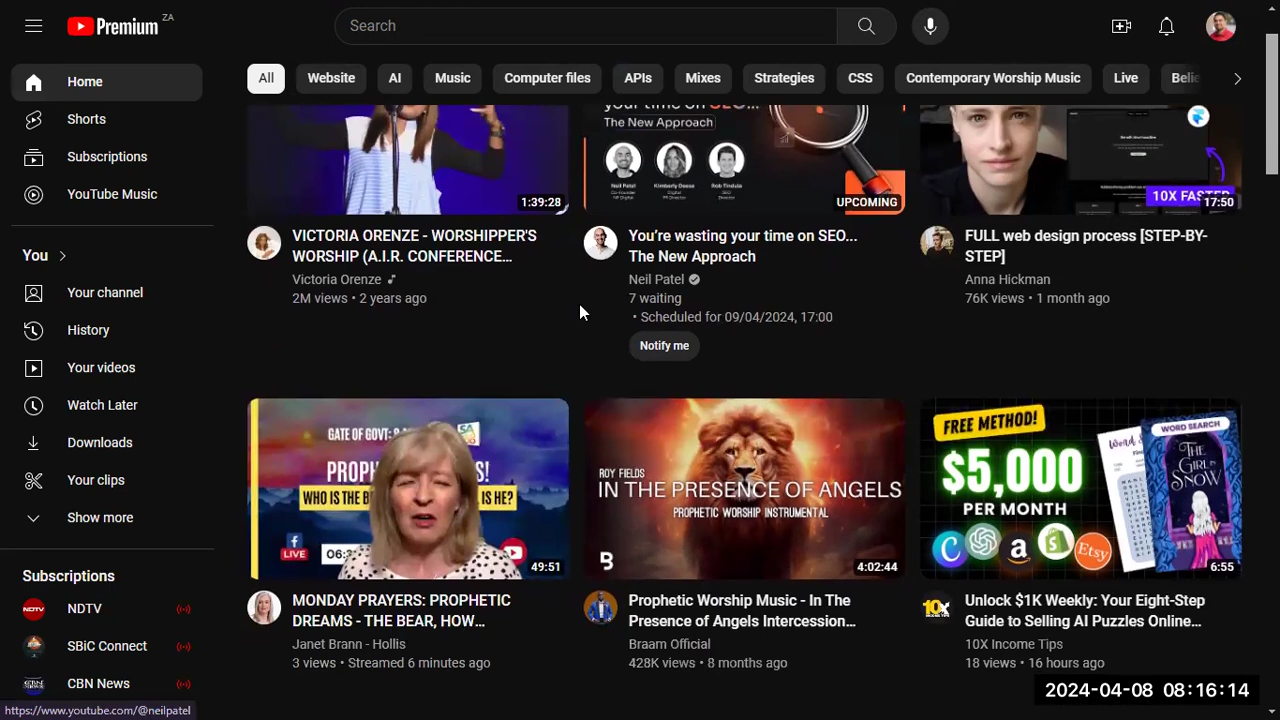 Premium ZA
Search
Home
Shorts
Subscriptions
YouTube Music
You
Your channel
History
Your videos
Watch Later
Downloads
Your clips
Show more
Subscriptions
NDTV
SBiC Connect
CBN News
All Website AI Music Computer files APIs Mixes Strategies CSS Contemporary Worship Music Live
1:39:28
VICTORIA ORENZE - WORSHIPPER'S
WORSHIP (A.I.R. CONFERENCE...
Victoria Orenze
2M views • 2 years ago
your time on SEO...
The New Approach
Neil Patel Kimberly Deese Rob Tindula
UPCOMING
You’re wasting your time on SEO...
The New Approach
Neil Patel
7 waiting
• Scheduled for 09/04/2024, 17:00
Notify me
10X FASTER
17:50
FULL web design process [STEP-BY-
STEP]
Anna Hickman
76K views • 1 month ago
GATE OF GOVT:
WHO IS THE
IS HE?
LIVE
49:51
MONDAY PRAYERS: PROPHETIC
DREAMS - THE BEAR, HOW...
Janet Brann - Hollis
3 views • Streamed 6 minutes ago
ROY FIELDS
IN THE PRESENCE OF ANGELS
PROPHETIC WORSHIP INSTRUMENTAL
B
4:02:44
Prophetic Worship Music - In The
Presence of Angels Intercession...
Braam Official
428K views • 8 months ago
FREE METHOD!
$5,000
PER MONTH
WORD SEARCH
THE GIRL IN SNOW
6:55
10X
Unlock $1K Weekly: Your Eight-Step
Guide to Selling AI Puzzles Online...
10X Income Tips
18 views • 16 hours ago
https://www.youtube.com/@neilpatel
2024-04-08 08:16:14